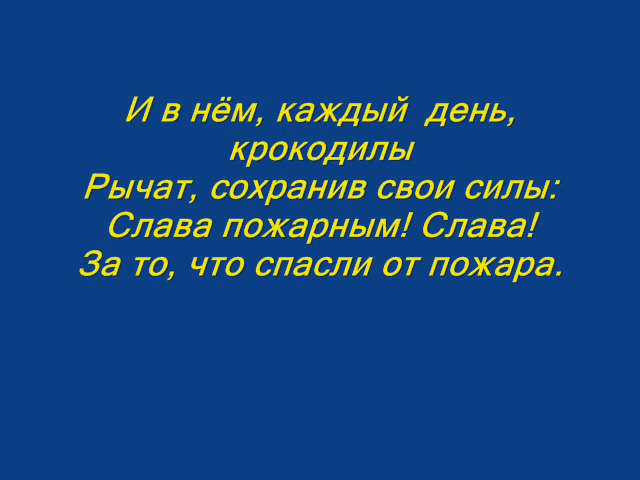 И в нём, каждый  день,
крокодилы
Рычат, сохранив свои силы:
Слава пожарным! Слава!
За то, что спасли от пожара.